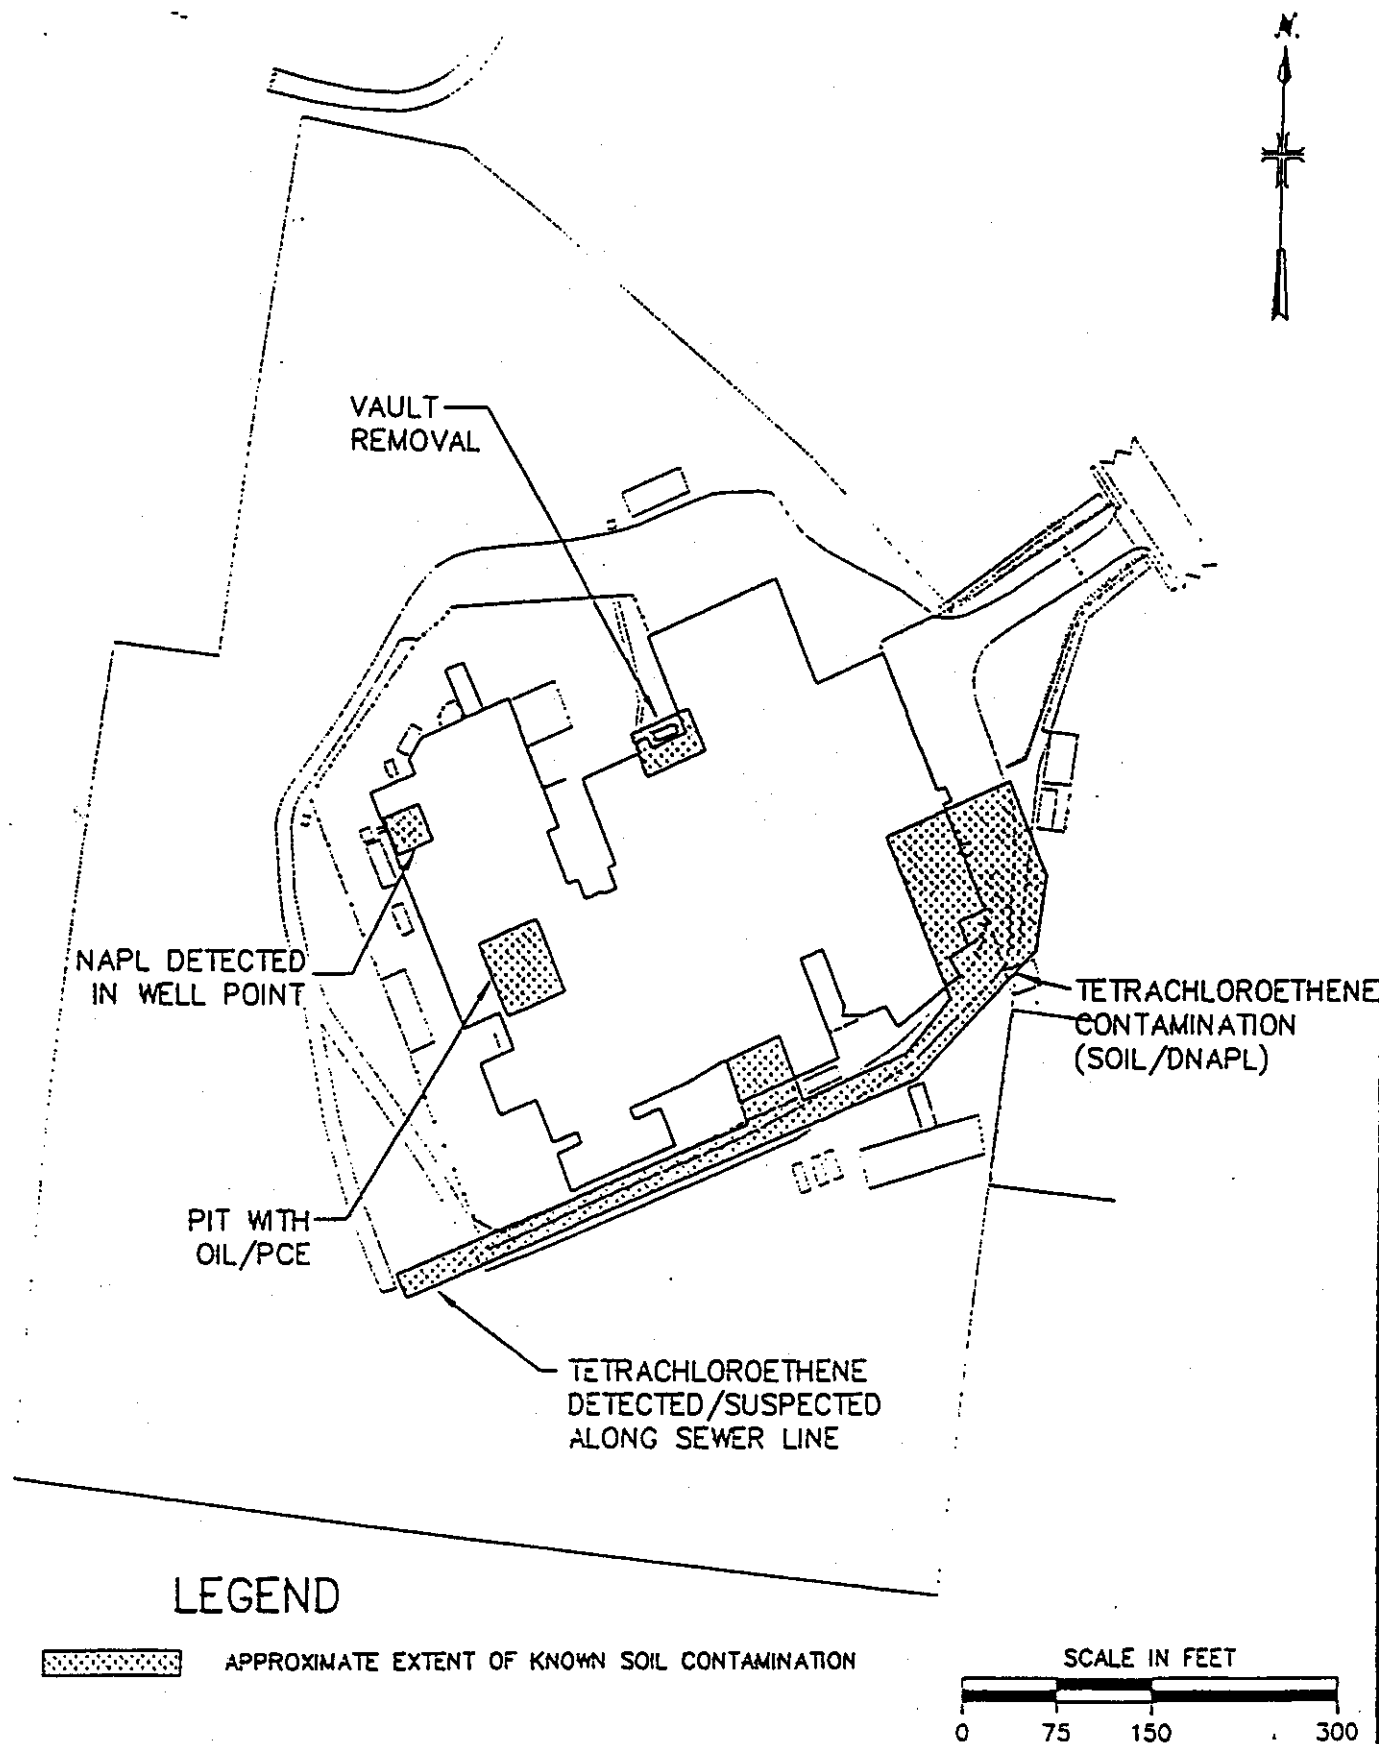 N.
VAULT
REMOVAL
NAPL DETECTED
IN WELL POINT
TETRACHLOROETHENE
CONTAMINATION
(SOIL/DNAPL)
PIT WITH
OIL/PCE
TETRACHLOROETHENE
DETECTED/SUSPECTED
ALONG SEWER LINE
LEGEND
APPROXIMATE EXTENT OF KNOWN SOIL CONTAMINATION
SCALE IN FEET
0 75 150 300